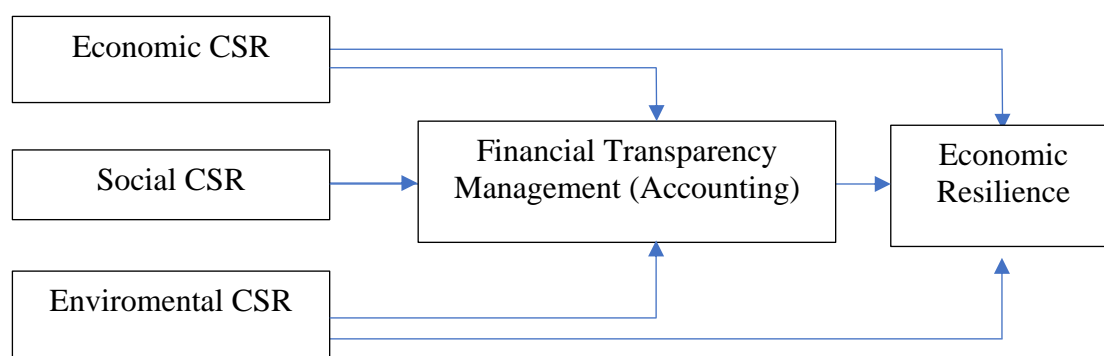 Economic CSR
Social CSR
Enviromental CSR
Financial Transparency
Management (Accounting)
Economic
Resilience